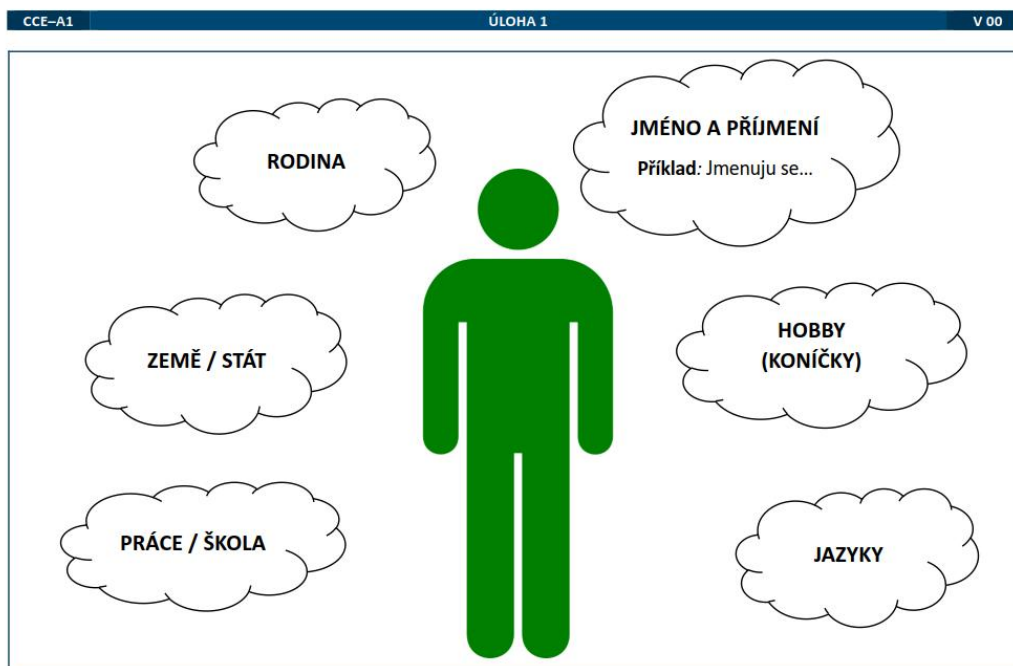 CCE–A1
ÚLOHA 1
V 00
RODINA
JMÉNO A PŘÍJMENÍ
Příklad: Jmenuju se...
ZEMĚ / STÁT
HOBBY
(KONÍČKY)
PRÁCE / ŠKOLA
JAZYKY